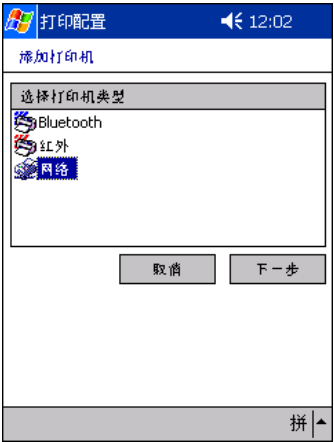 打印配置 12:02
添加打印机
选择打印机类型
Bluetooth
红外
网络
取消 下一步
拼